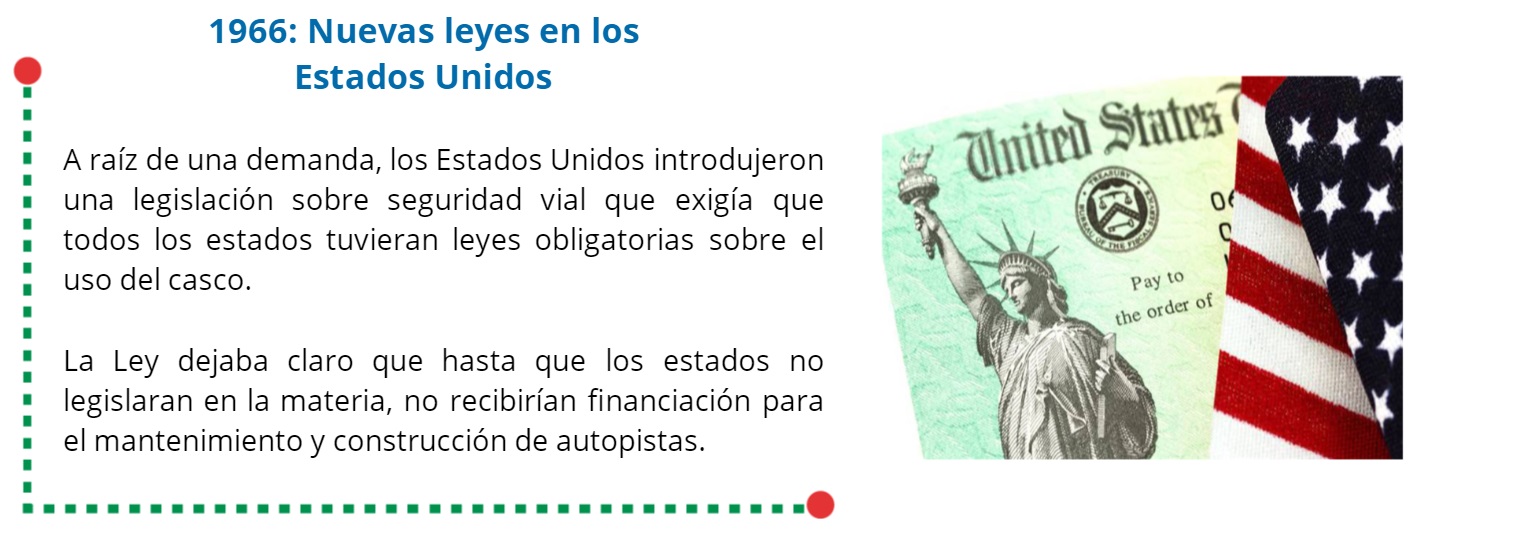 1966: Nuevas leyes en los
Estados Unidos
A raíz de una demanda, los Estados Unidos introdujeron
una legislación sobre seguridad vial que exigía que
todos los estados tuvieran leyes obligatorias sobre el
uso del casco.
La Ley dejaba claro que hasta que los estados no
legislaran en la materia, no recibirían financiación para
el mantenimiento y construcción de autopistas.
United States
TREASURY
BUREAU OF THE FISCAL SERVICE
Pay to
the order of